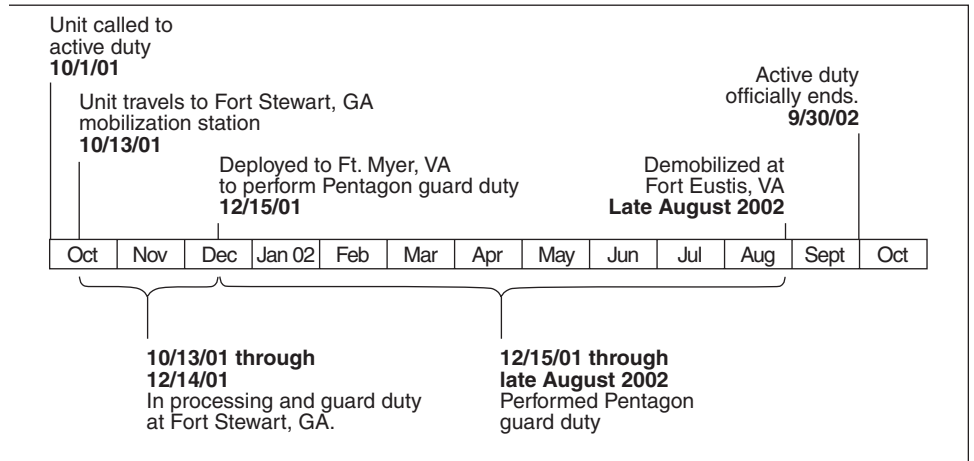 Unit called to
active duty
10/1/01
Unit travels to Fort Stewart, GA
mobilization station
10/13/01
Deployed to Ft. Myer, VA
to perform Pentagon guard duty
12/15/01
Active duty
officially ends.
9/30/02
Demobilized at
Fort Eustis, VA
Late August 2002
Oct Nov Dec Jan 02 Feb Mar Apr May Jun Jul Aug Sept Oct
10/13/01 through
12/14/01
In processing and guard duty
at Fort Stewart, GA.
12/15/01 through
late August 2002
Performed Pentagon
guard duty